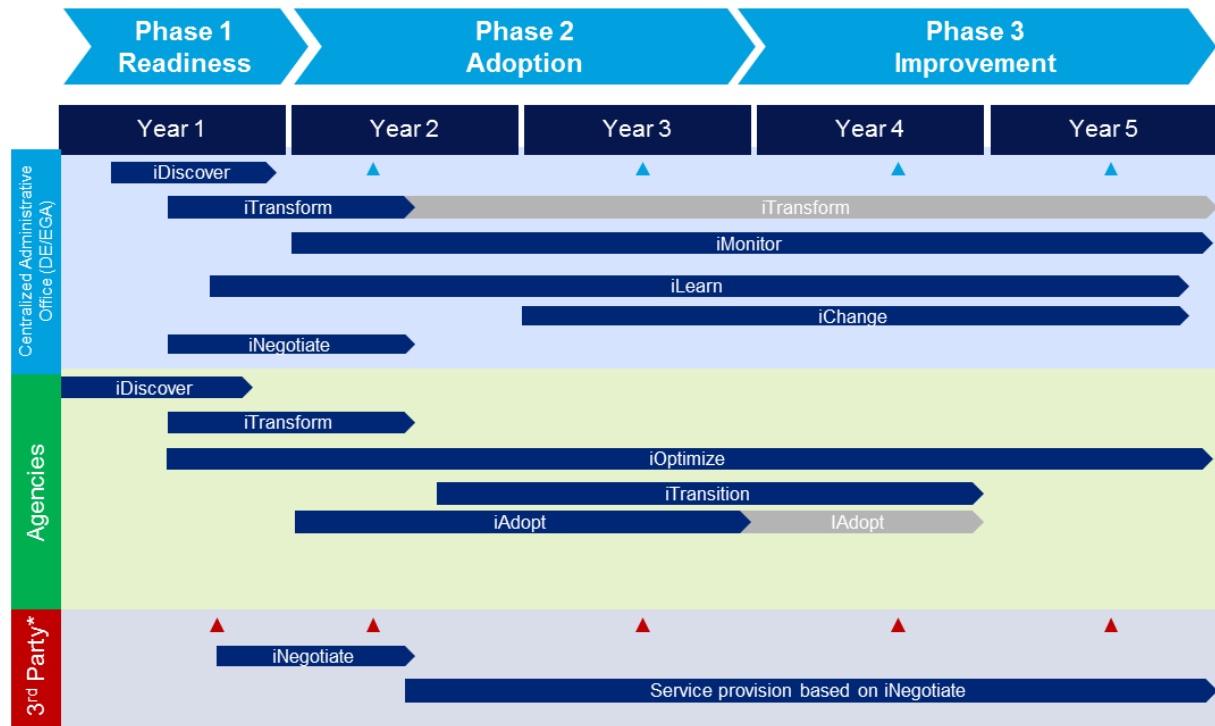 Phase 1
Readiness
Phase 2
Adoption
Phase 3
Improvement
Year 1
Year 2
Year 3
Year 4
Year 5
Centralized Administrative
Office (DE/EGA)
iDiscover
iTransform
iTransform
iMonitor
iLearn
iChange
iNegotiate
Agencies
iDiscover
iTransform
iOptimize
iTransition
iAdopt
IAdopt
3rd Party*
iNegotiate
Service provision based on iNegotiate